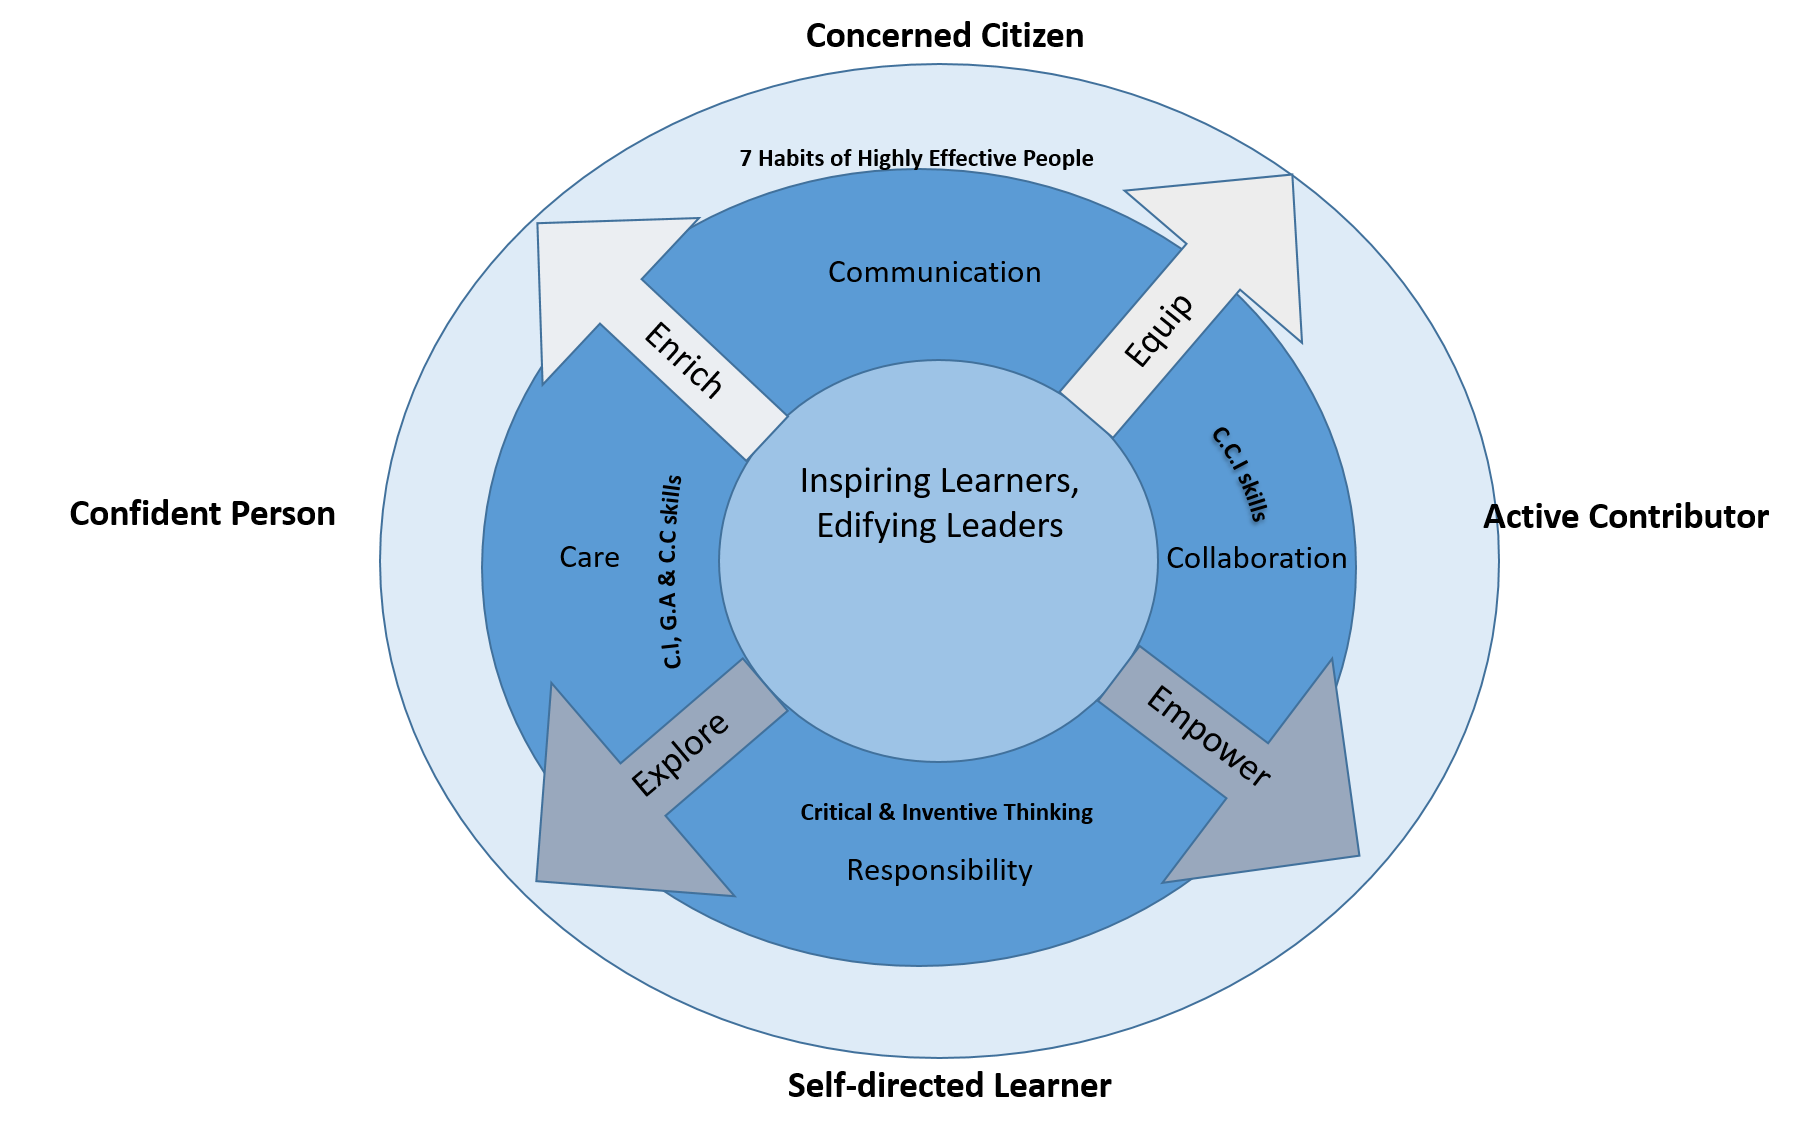 Concerned Citizen
7 Habits of Highly Effective People
Communication
Enrich
Equip
C.C.I skills
Inspiring Learners,
Edifying Leaders
Confident Person
Active Contributor
Care
C.I, G.A & C.C skills
Collaboration
Explore
Empower
Critical & Inventive Thinking
Responsibility
Self-directed Learner